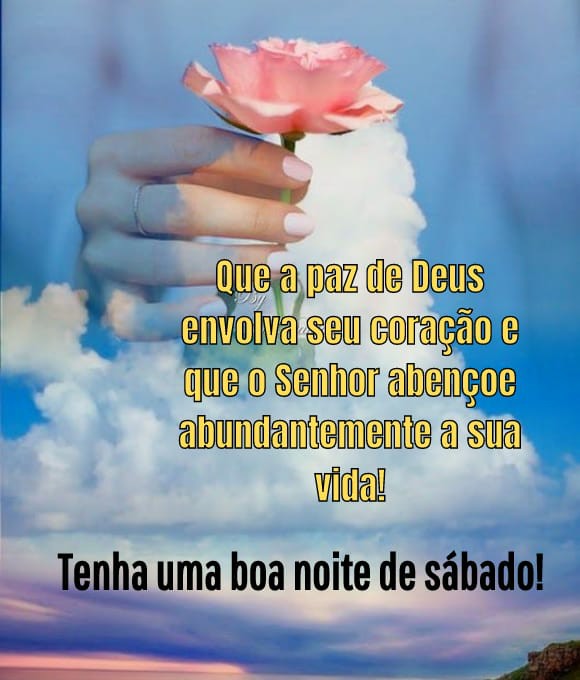 Que a paz de Deus
envolva seu coração e
que o Senhor abençoe
abundantemente a sua
vida!
Tenha uma boa noite de sábado!